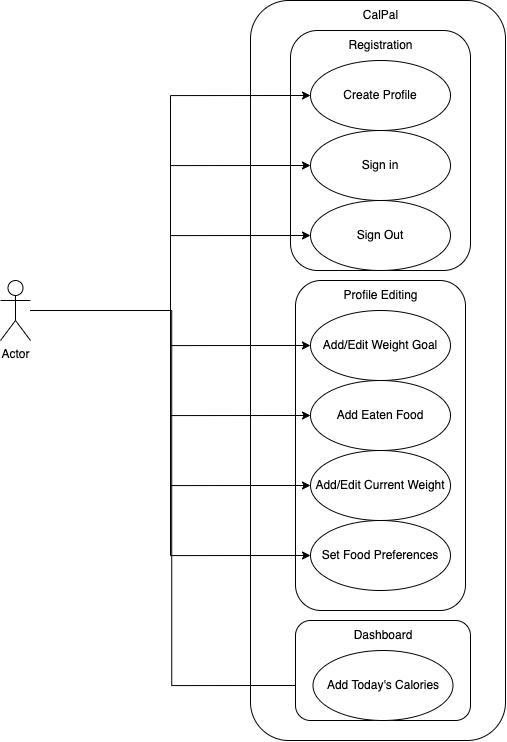 CalPal
Registration
Create Profile
Sign in
Sign Out
Actor
Profile Editing
Add/Edit Weight Goal
Add Eaten Food
Add/Edit Current Weight
Set Food Preferences
Dashboard
Add Today's Calories